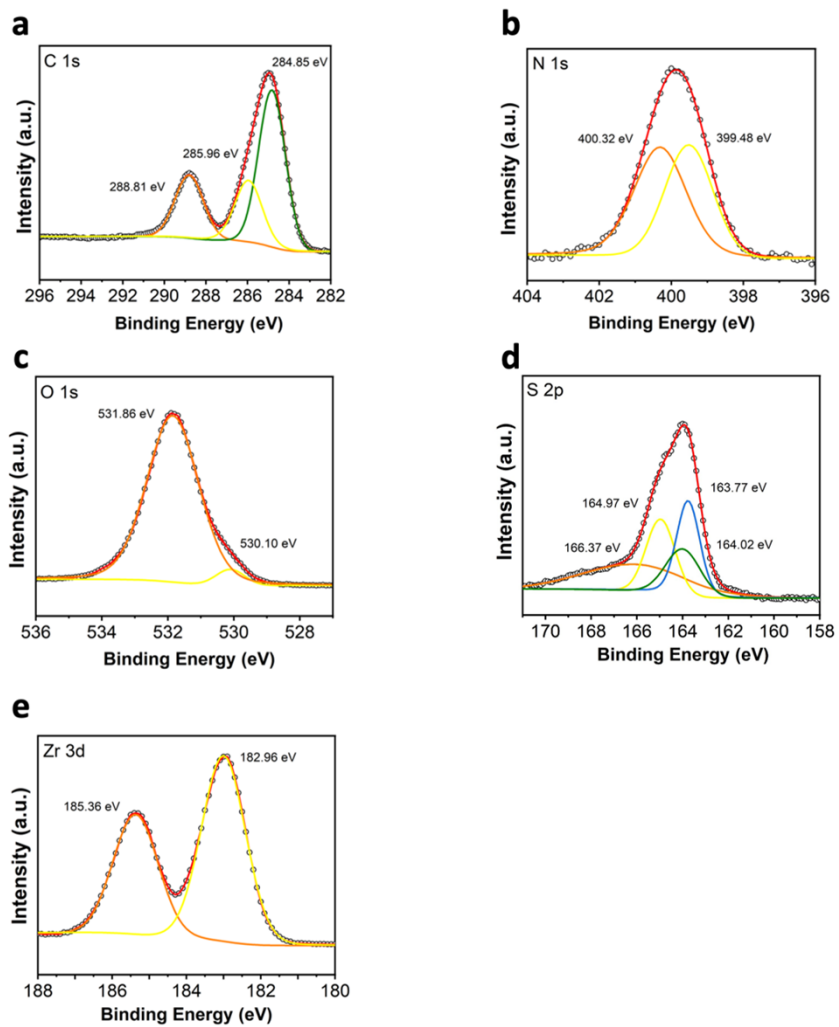 a
C 1s
284.85 eV
285.96 eV
288.81 eV
Intensity (a.u.)
296 294 292 290 288 286 284 282
Binding Energy (eV)
b
N 1s
400.32 eV
399.48 eV
Intensity (a.u.)
404 402 400 398 396
Binding Energy (eV)
c
O 1s
531.86 eV
530.10 eV
Intensity (a.u.)
536 534 532 530 528
Binding Energy (eV)
d
S 2p
163.77 eV
164.97 eV
164.02 eV
166.37 eV
Intensity (a.u.)
170 168 166 164 162 160 158
Binding Energy (eV)
e
Zr 3d
182.96 eV
185.36 eV
Intensity (a.u.)
188 186 184 182 180
Binding Energy (eV)